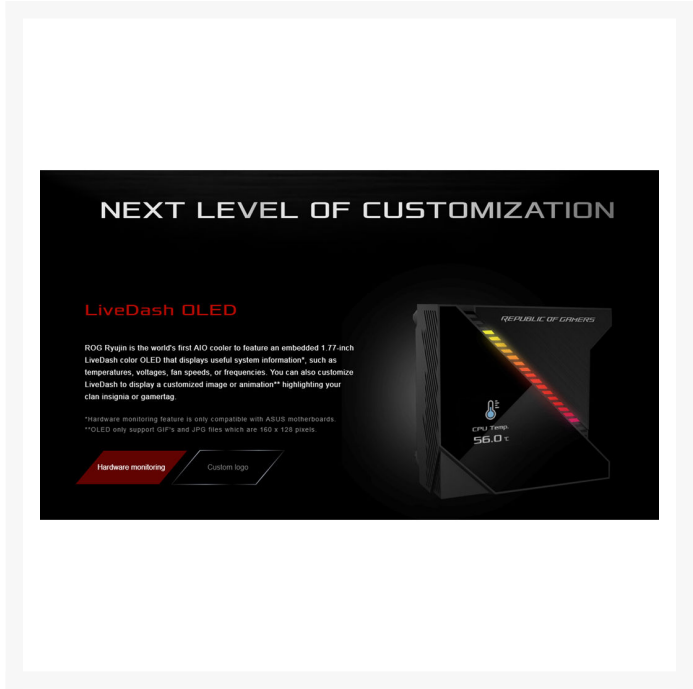 NEXT LEVEL OF CUSTOMIZATION
LiveDash OLED
ROG Ryujin is the world's first AIO cooler to feature an embedded 1.77-inch
LiveDash color OLED that displays useful system information*, such as
temperatures, voltages, fan speeds, or frequencies. You can also customize
LiveDash to display a customized image or animation** highlighting your
clan insignia or gamertag.
*Hardware monitoring feature is only compatible with ASUS motherboards.
**OLED only support GIF's and JPG files which are 160 x 128 pixels.
Hardware monitoring
Custom logo
REPUBLIC OF GAMERS
CPU Temp.
56.0 °C